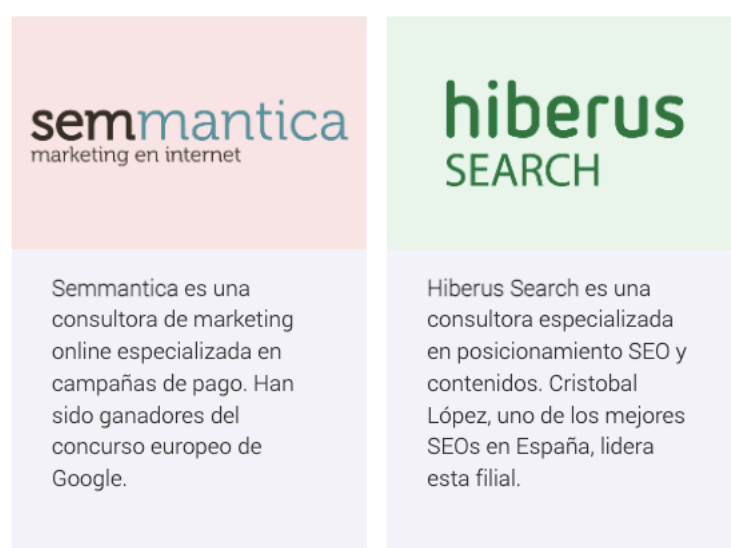 semmantica
marketing en internet
Semmantica es una
consultora de marketing
online especializada en
campañas de pago. Han
sido ganadores del
concurso europeo de
Google.
hiberus
SEARCH
Hiberus Search es una
consultora especializada
en posicionamiento SEO y
contenidos. Cristobal
López, uno de los mejores
SEOs en España, lidera
esta filial.